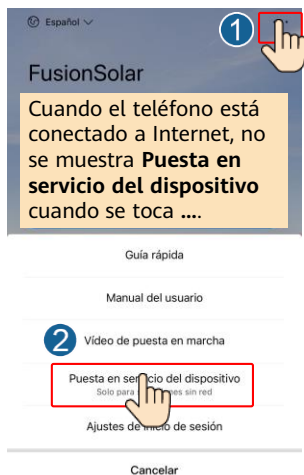 Español
1
FusionSolar
Cuando el teléfono está
conectado a Internet, no
se muestra Puesta en
servicio del dispositivo
cuando se toca ....
Guía rápida
Manual del usuario
2 Vídeo de puesta en marcha
Puesta en servicio del dispositivo
Solo para sin red
Ajustes de inicio de sesión
Cancelar